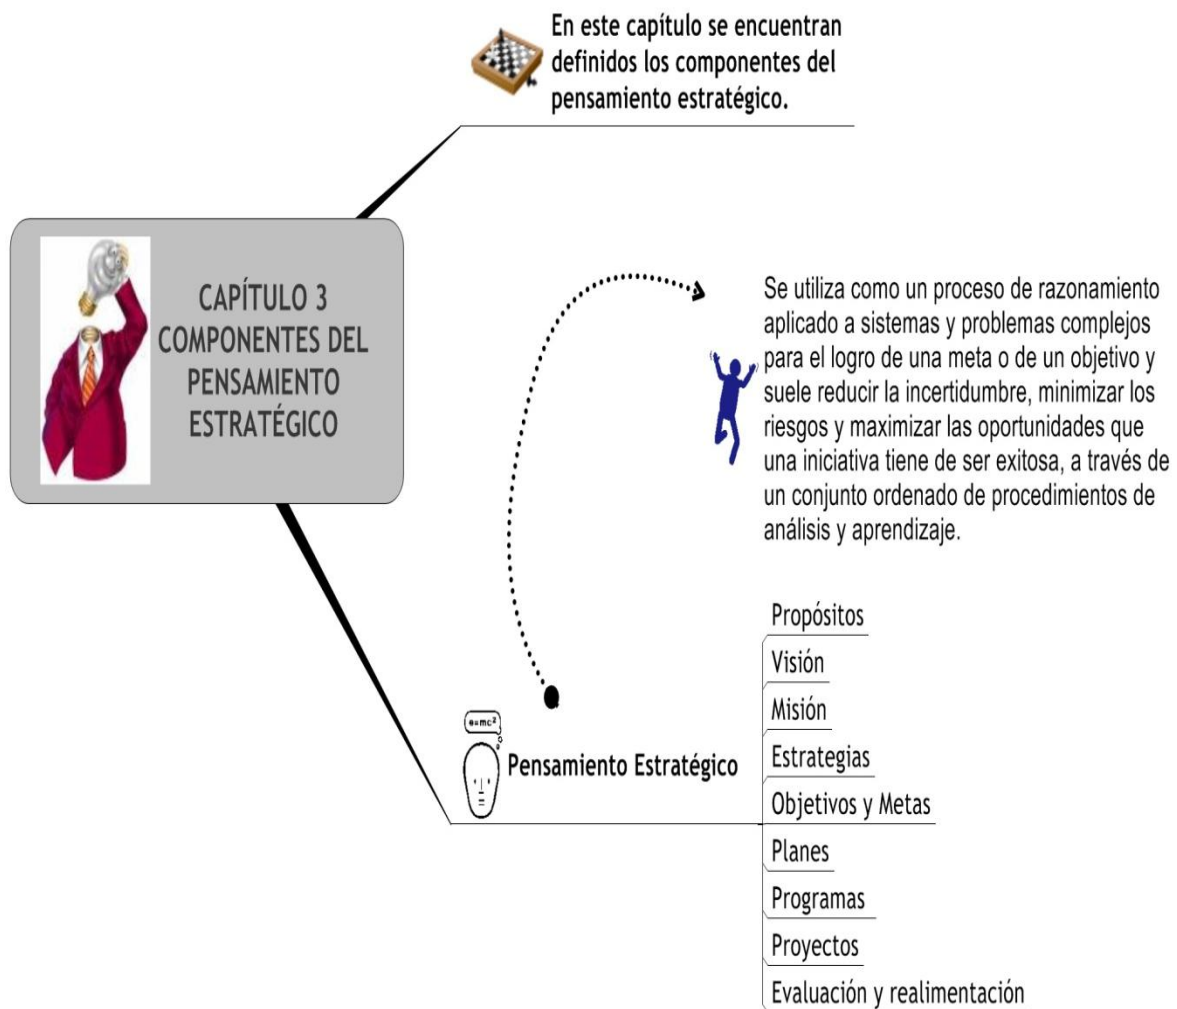 En este capítulo se encuentran
definidos los componentes del
pensamiento estratégico.
CAPÍTULO 3
COMPONENTES DEL
PENSAMIENTO
ESTRATÉGICO
Se utiliza como un proceso de razonamiento
aplicado a sistemas y problemas complejos
para el logro de una meta o de un objetivo y
suele reducir la incertidumbre, minimizar los
riesgos y maximizar las oportunidades que
una iniciativa tiene de ser exitosa, a través de
un conjunto ordenado de procedimientos de
análisis y aprendizaje.
e=mc²
Pensamiento Estratégico
Propósitos
Visión
Misión
Estrategias
Objetivos y Metas
Planes
Programas
Proyectos
Evaluación y realimentación